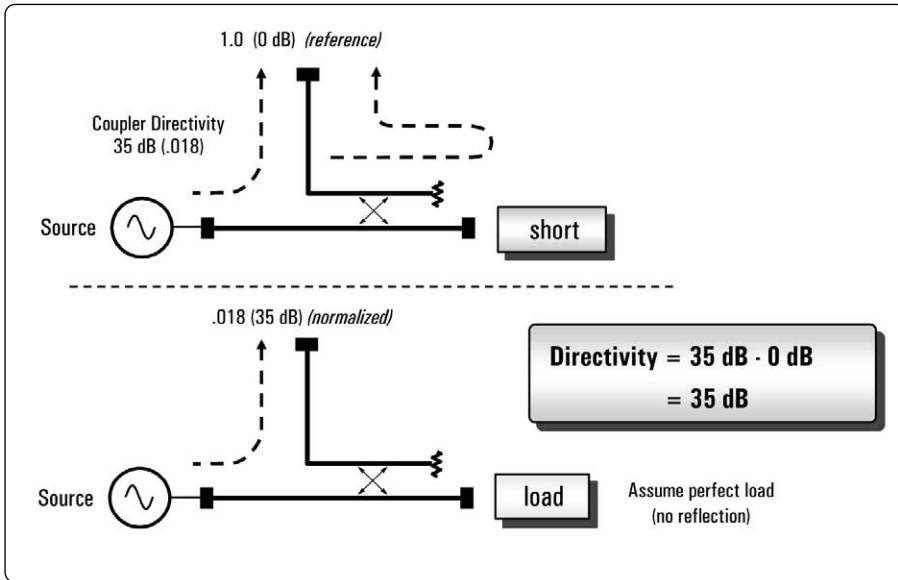 1.0 (0 dB) (reference)
Coupler Directivity
35 dB (.018)
Source
short
.018 (35 dB) (normalized)
Directivity = 35 dB - 0 dB
= 35 dB
Source
load
Assume perfect load
(no reflection)